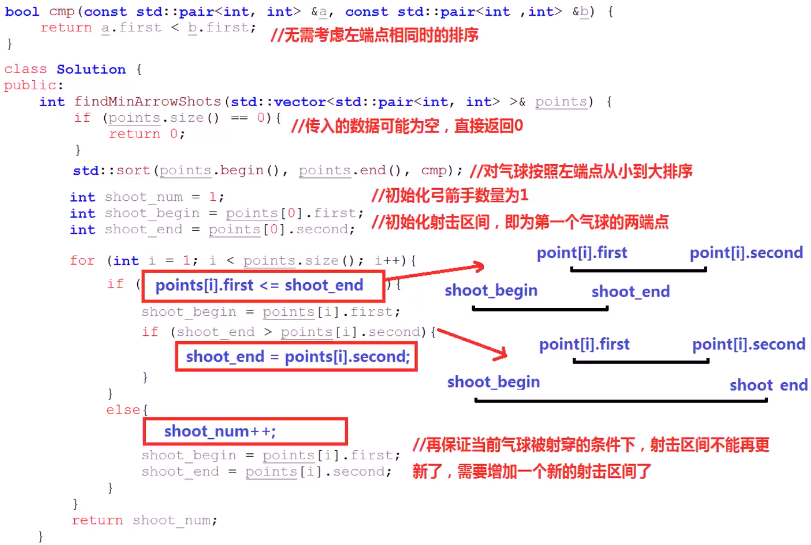 bool cmp(const std::pair<int, int> &a, const std::pair<int ,int> &b) {
return a.first < b.first; //无需考虑左端点相同时的排序
}
class Solution {
public:
int findMinArrowShots(std::vector<std::pair<int, int> >& points) {
if (points.size() == 0){
return 0; //传入的数据可能为空，直接返回0
}
std::sort(points.begin(), points.end(), cmp); //对气球按照左端点从小到大排序
int shoot_num = 1; //初始化弓箭手数量为1
int shoot_begin = points[0].first;
int shoot_end = points[0].second; //初始化射击区间，即为第一个气球的两端点
for (int i = 1; i < points.size(); i++){
point[i].first point[i].second
if ( points[i].first <= shoot_end ){
shoot_begin shoot_end
shoot_begin = points[i].first;
if (shoot_end > points[i].second){
point[i].first point[i].second
shoot_end = points[i].second;
shoot_begin shoot end
}
}
else{
shoot_num++;
shoot_begin = points[i].first; //再保证当前气球被射穿的条件下，射击区间不能再更
shoot_end = points[i].second; 新了，需要增加一个新的射击区间了
}
}
return shoot_num;
}